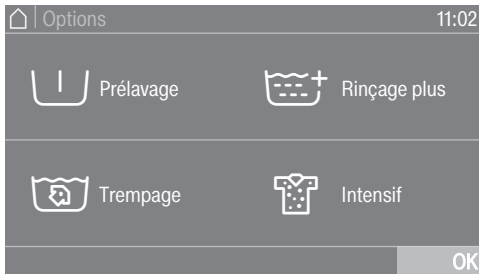 Options 11:02
Prélavage Rinçage plus
Trempage Intensif
OK